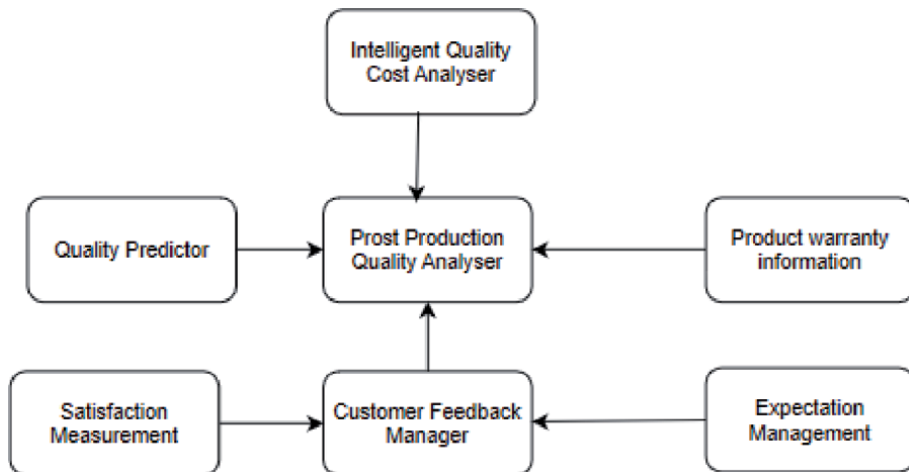 Intelligent Quality
Cost Analyser
Quality Predictor
Prost Production
Quality Analyser
Product warranty
information
Satisfaction
Measurement
Customer Feedback
Manager
Expectation
Management